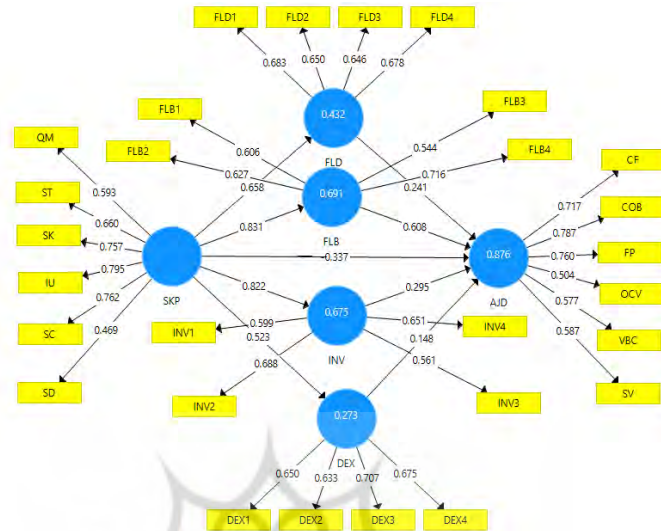 FLD1 FLD2 FLD3 FLD4
0.683 0.650 0.646 0.678
0.432
FLD
FLB1 FLB3
FLB2 FLB4
0.606 0.544
0.627 0.716
0.691
FLB
QM
ST
SK
IU
SC
SD
0.593
0.660
0.757
0.795
0.762
0.469
SKP
0.658
0.831
-0.337
0.822
0.523
0.241
0.608
0.295
0.148
INV1 INV4
INV2 INV3
0.599 0.651
0.688 0.561
0.675
INV
0.273
DEX
0.650 0.633 0.707 0.675
DEX1 DEX2 DEX3 DEX4
0.876
AJD
0.717
0.787
0.760
0.504
0.577
0.587
CF
COB
FP
OCV
VBC
SV